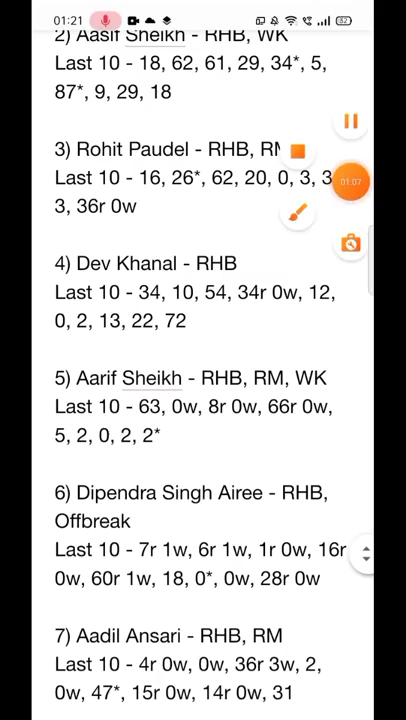 01:21
82
2) Aasif Sheikh - RHB, WK
Last 10 - 18, 62, 61, 29, 34*, 5,
87*, 9, 29, 18
3) Rohit Paudel - RHB,
Last 10 - 16, 26*, 62, 20, 0, 3, 3
3, 36r 0w
01:07
4) Dev Khanal - RHB
Last 10 - 34, 10, 54, 34r 0w, 12,
0, 2, 13, 22, 72
5) Aarif Sheikh - RHB, RM, WK
Last 10 - 63, 0w, 8r 0w, 66r 0w,
5, 2, 0, 2, 2*
6) Dipendra Singh Airee - RHB,
Offbreak
Last 10 - 7r 1w, 6r 1w, 1r 0w, 16r
0w, 60r 1w, 18, 0*, 0w, 28r 0w
7) Aadil Ansari - RHB, RM
Last 10 - 4r 0w, 0w, 36r 3w, 2,
0w, 47*, 15r 0w, 14r 0w, 31